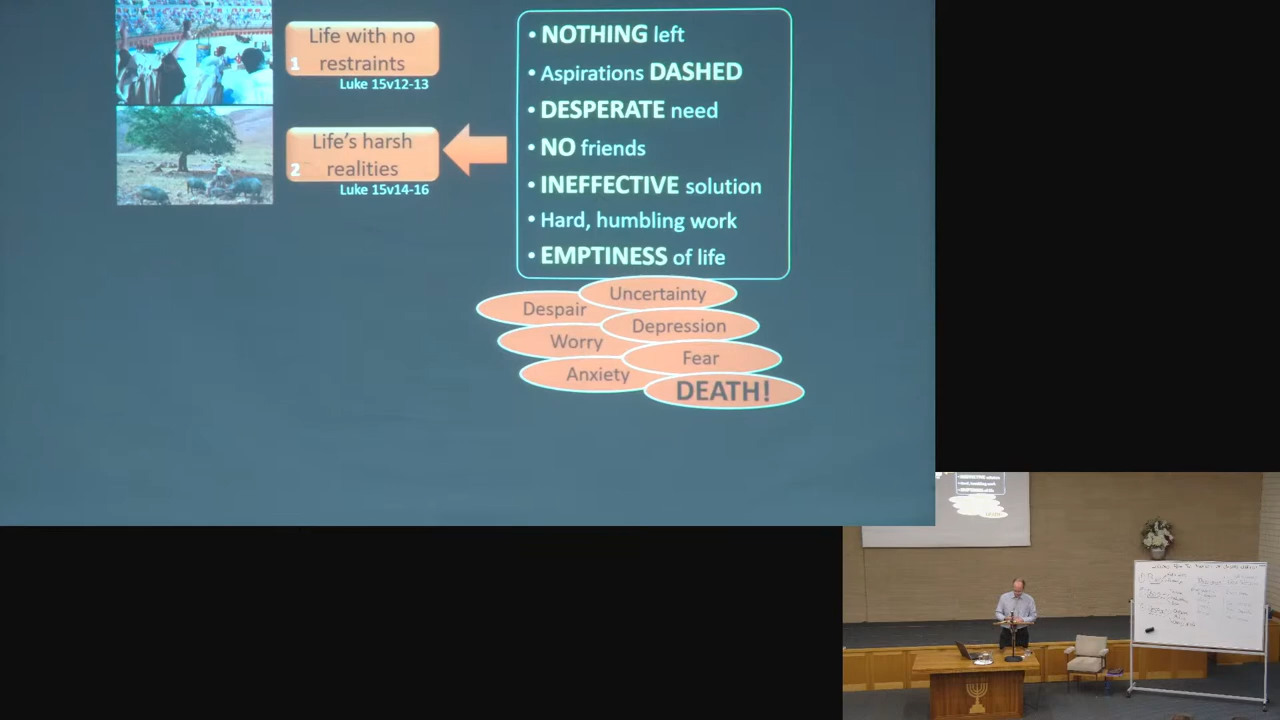 Life with no
1 restraints
Luke 15v12-13
Life's harsh
2 realities
Luke 15v14-16
• NOTHING left
• Aspirations DASHED
• DESPERATE need
• NO friends
• INEFFECTIVE solution
• Hard, humbling work
• EMPTINESS of life
Uncertainty
Despair
Depression
Worry
Fear
Anxiety
DEATH!